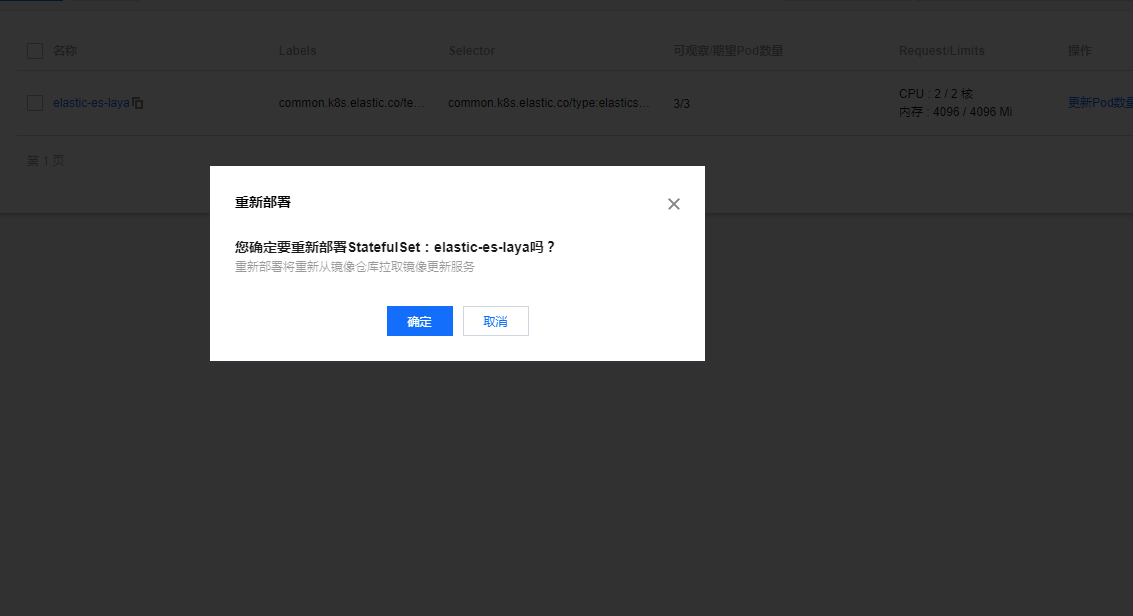 名称 Labels Selector 可观察/期望Pod数量 Request/Limits 操作
elastic-es-laya common.k8s.elastic.co/te... common.k8s.elastic.co/type:elastics... 3/3 CPU : 2 / 2 核 更新Pod数量
内存 : 4096 / 4096 Mi
第 1 页
重新部署
您确定要重新部署StatefulSet：elastic-es-laya吗？
重新部署将重新从镜像仓库拉取镜像更新服务
确定 取消